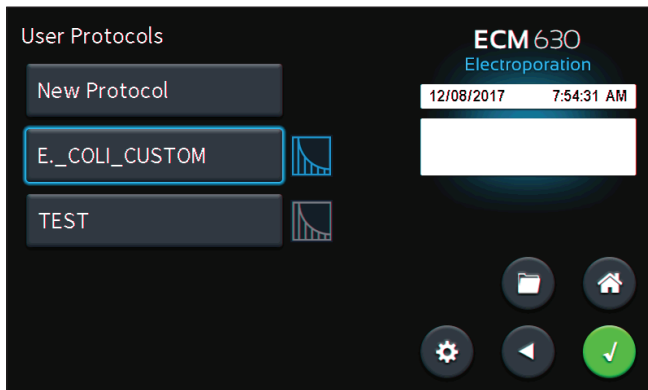 User Protocols
New Protocol
E._COLI_CUSTOM
TEST
ECM 630
Electroporation
12/08/2017 7:54:31 AM